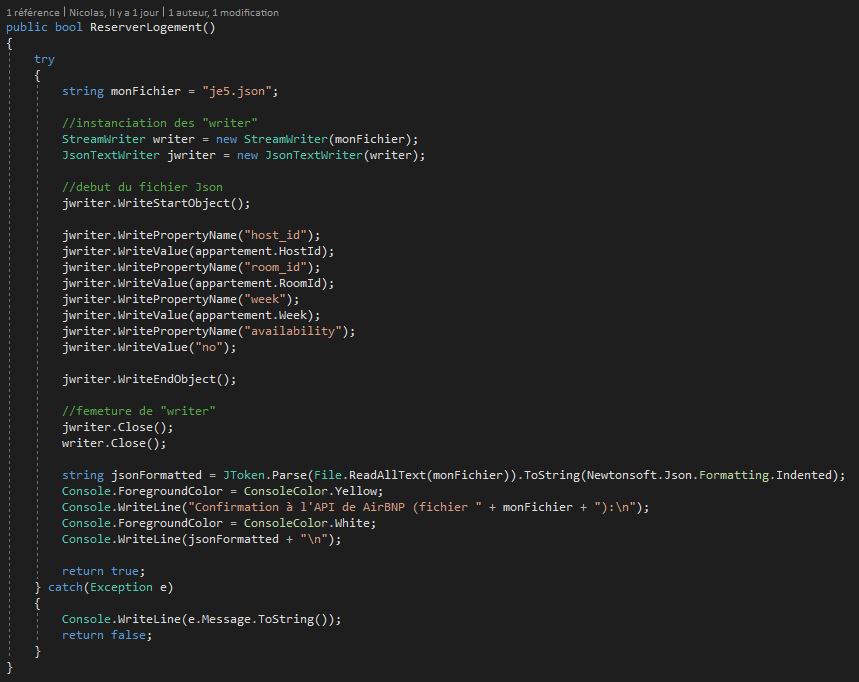 1 référence | Nicolas, Il y a 1 jour | 1 auteur, 1 modification
public bool ReserverLogement()
{
    try
    {
        string monFichier = "je5.json";

        //instanciation des "writer"
        StreamWriter writer = new StreamWriter(monFichier);
        JsonTextWriter jwriter = new JsonTextWriter(writer);

        //debut du fichier Json
        jwriter.WriteStartObject();

        jwriter.WritePropertyName("host_id");
        jwriter.WriteValue(appartement.HostId);
        jwriter.WritePropertyName("room_id");
        jwriter.WriteValue(appartement.RoomId);
        jwriter.WritePropertyName("week");
        jwriter.WriteValue(appartement.Week);
        jwriter.WritePropertyName("availability");
        jwriter.WriteValue("no");

        jwriter.WriteEndObject();

        //femeture de "writer"
        jwriter.Close();
        writer.Close();

        string jsonFormatted = JToken.Parse(File.ReadAllText(monFichier)).ToString(Newtonsoft.Json.Formatting.Indented);
        Console.ForegroundColor = ConsoleColor.Yellow;
        Console.WriteLine("Confirmation à l'API de AirBNP (fichier " + monFichier + "):\n");
        Console.ForegroundColor = ConsoleColor.White;
        Console.WriteLine(jsonFormatted + "\n");

        return true;
    } catch(Exception e)
    {
        Console.WriteLine(e.Message.ToString());
        return false;
    }
}